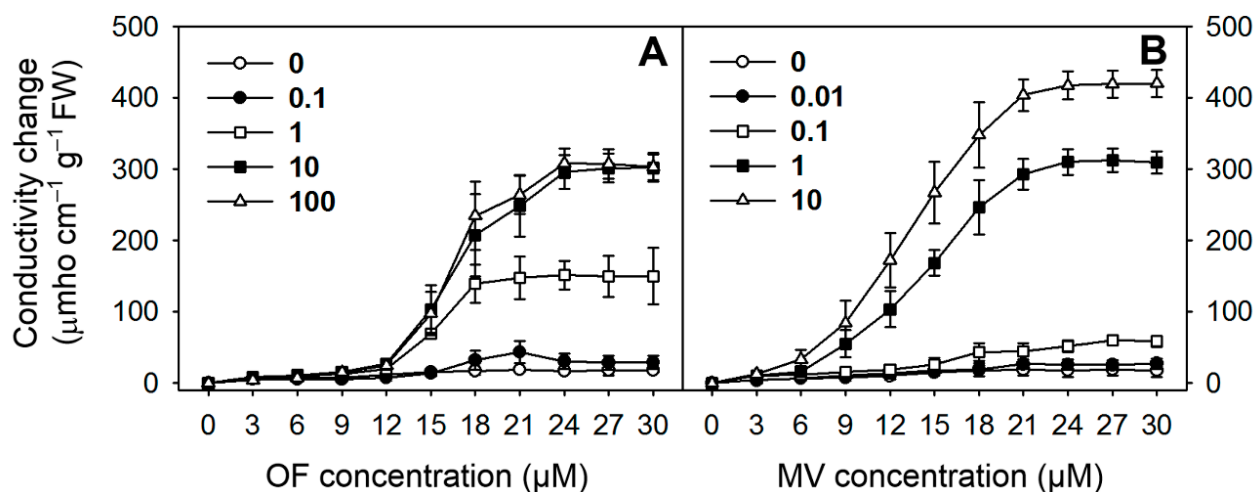 Conductivity change
(μmho cm⁻¹ g⁻¹ FW)
500
400
300
200
100
0
A
0
0.1
1
10
100
0 3 6 9 12 15 18 21 24 27 30
OF concentration (μM)
B
0
0.01
0.1
1
10
0 3 6 9 12 15 18 21 24 27 30
MV concentration (μM)
500
400
300
200
100
0